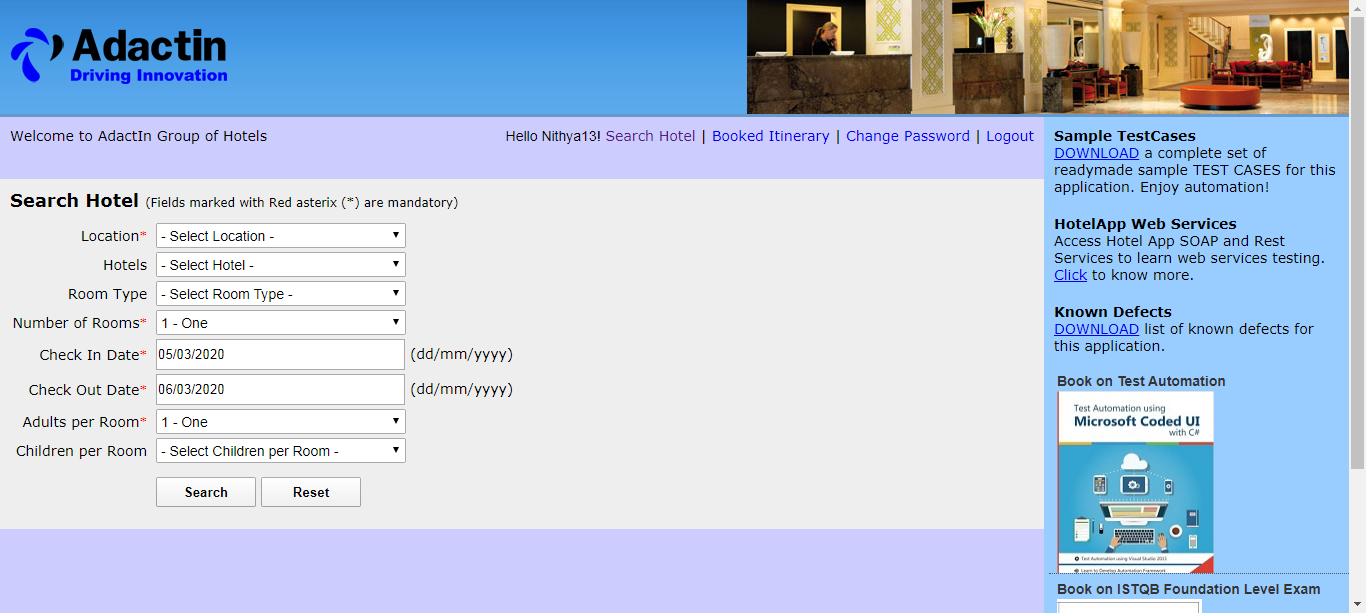 Adactin
Driving Innovation
Welcome to AdactIn Group of Hotels
Hello Nithya13! Search Hotel | Booked Itinerary | Change Password | Logout
Search Hotel (Fields marked with Red asterix (*) are mandatory)
Location* - Select Location -
Hotels - Select Hotel -
Room Type - Select Room Type -
Number of Rooms* 1 - One
Check In Date* 05/03/2020 (dd/mm/yyyy)
Check Out Date* 06/03/2020 (dd/mm/yyyy)
Adults per Room* 1 - One
Children per Room - Select Children per Room -
Search Reset
Sample TestCases
DOWNLOAD a complete set of
readymade sample TEST CASES for this
application. Enjoy automation!
HotelApp Web Services
Access Hotel App SOAP and Rest
Services to learn web services testing.
Click to know more.
Known Defects
DOWNLOAD list of known defects for
this application.
Book on Test Automation
Test Automation using
Microsoft Coded UI
with C#
Test Automation using Visual Studio 2015
Learn to Develop Automation Framework
Book on ISTQB Foundation Level Exam